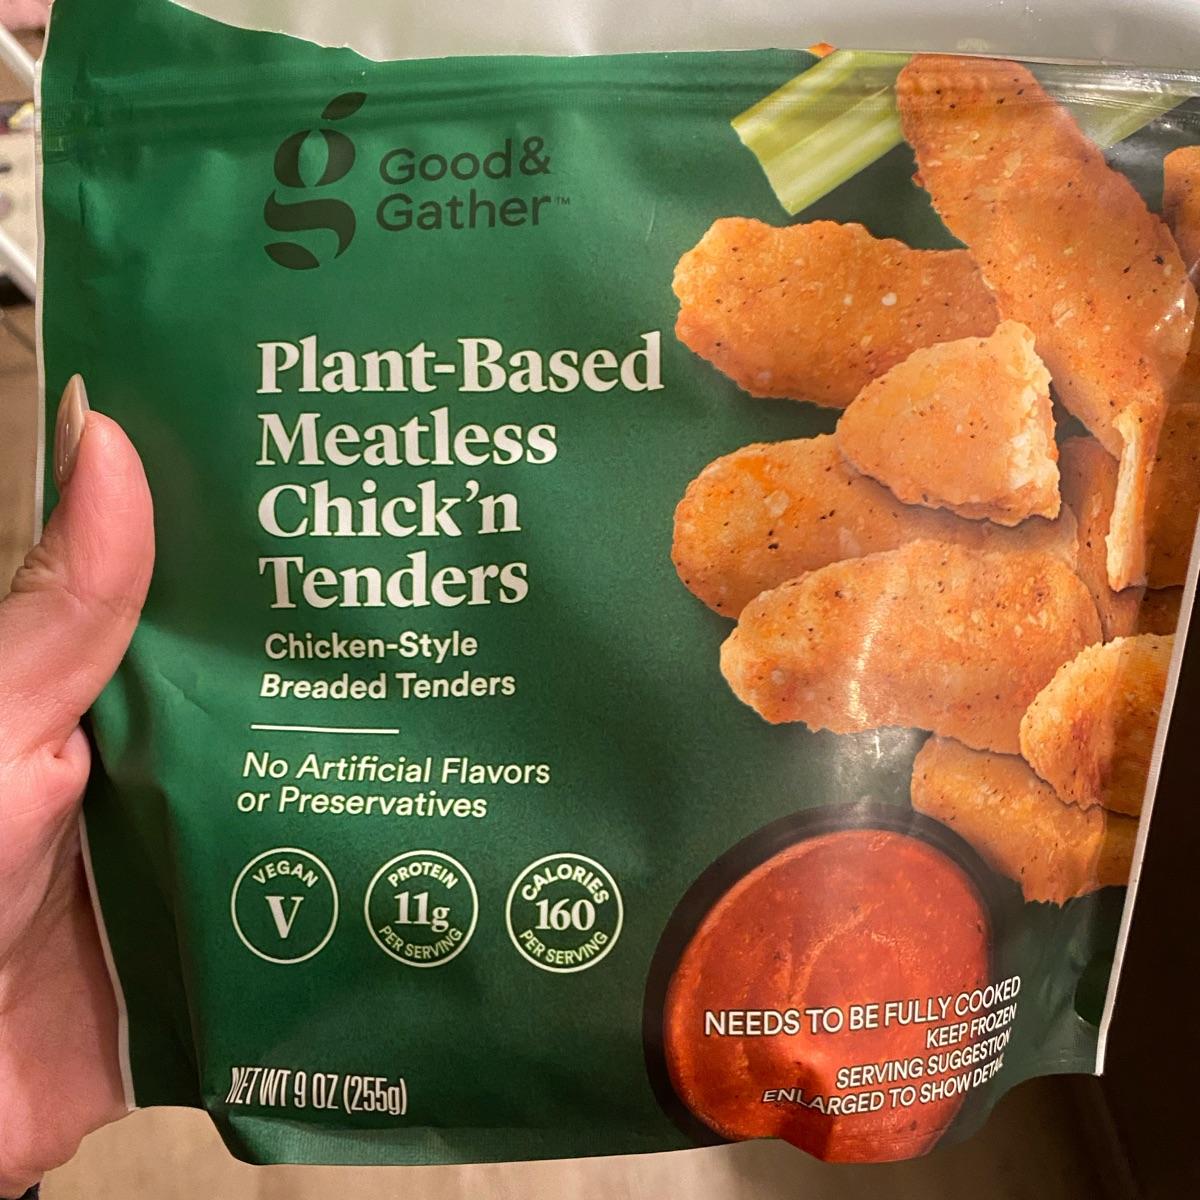 Good&
Gather™
Plant-Based
Meatless
Chick'n
Tenders
Chicken-Style
Breaded Tenders
No Artificial Flavors
or Preservatives
VEGAN
V
PROTEIN
11g
PER SERVING
CALORIES
160
PER SERVING
NEEDS TO BE FULLY COOKED
KEEP FROZEN
SERVING SUGGESTION
ENLARGED TO SHOW DETAIL
NET WT 9 OZ (255g)